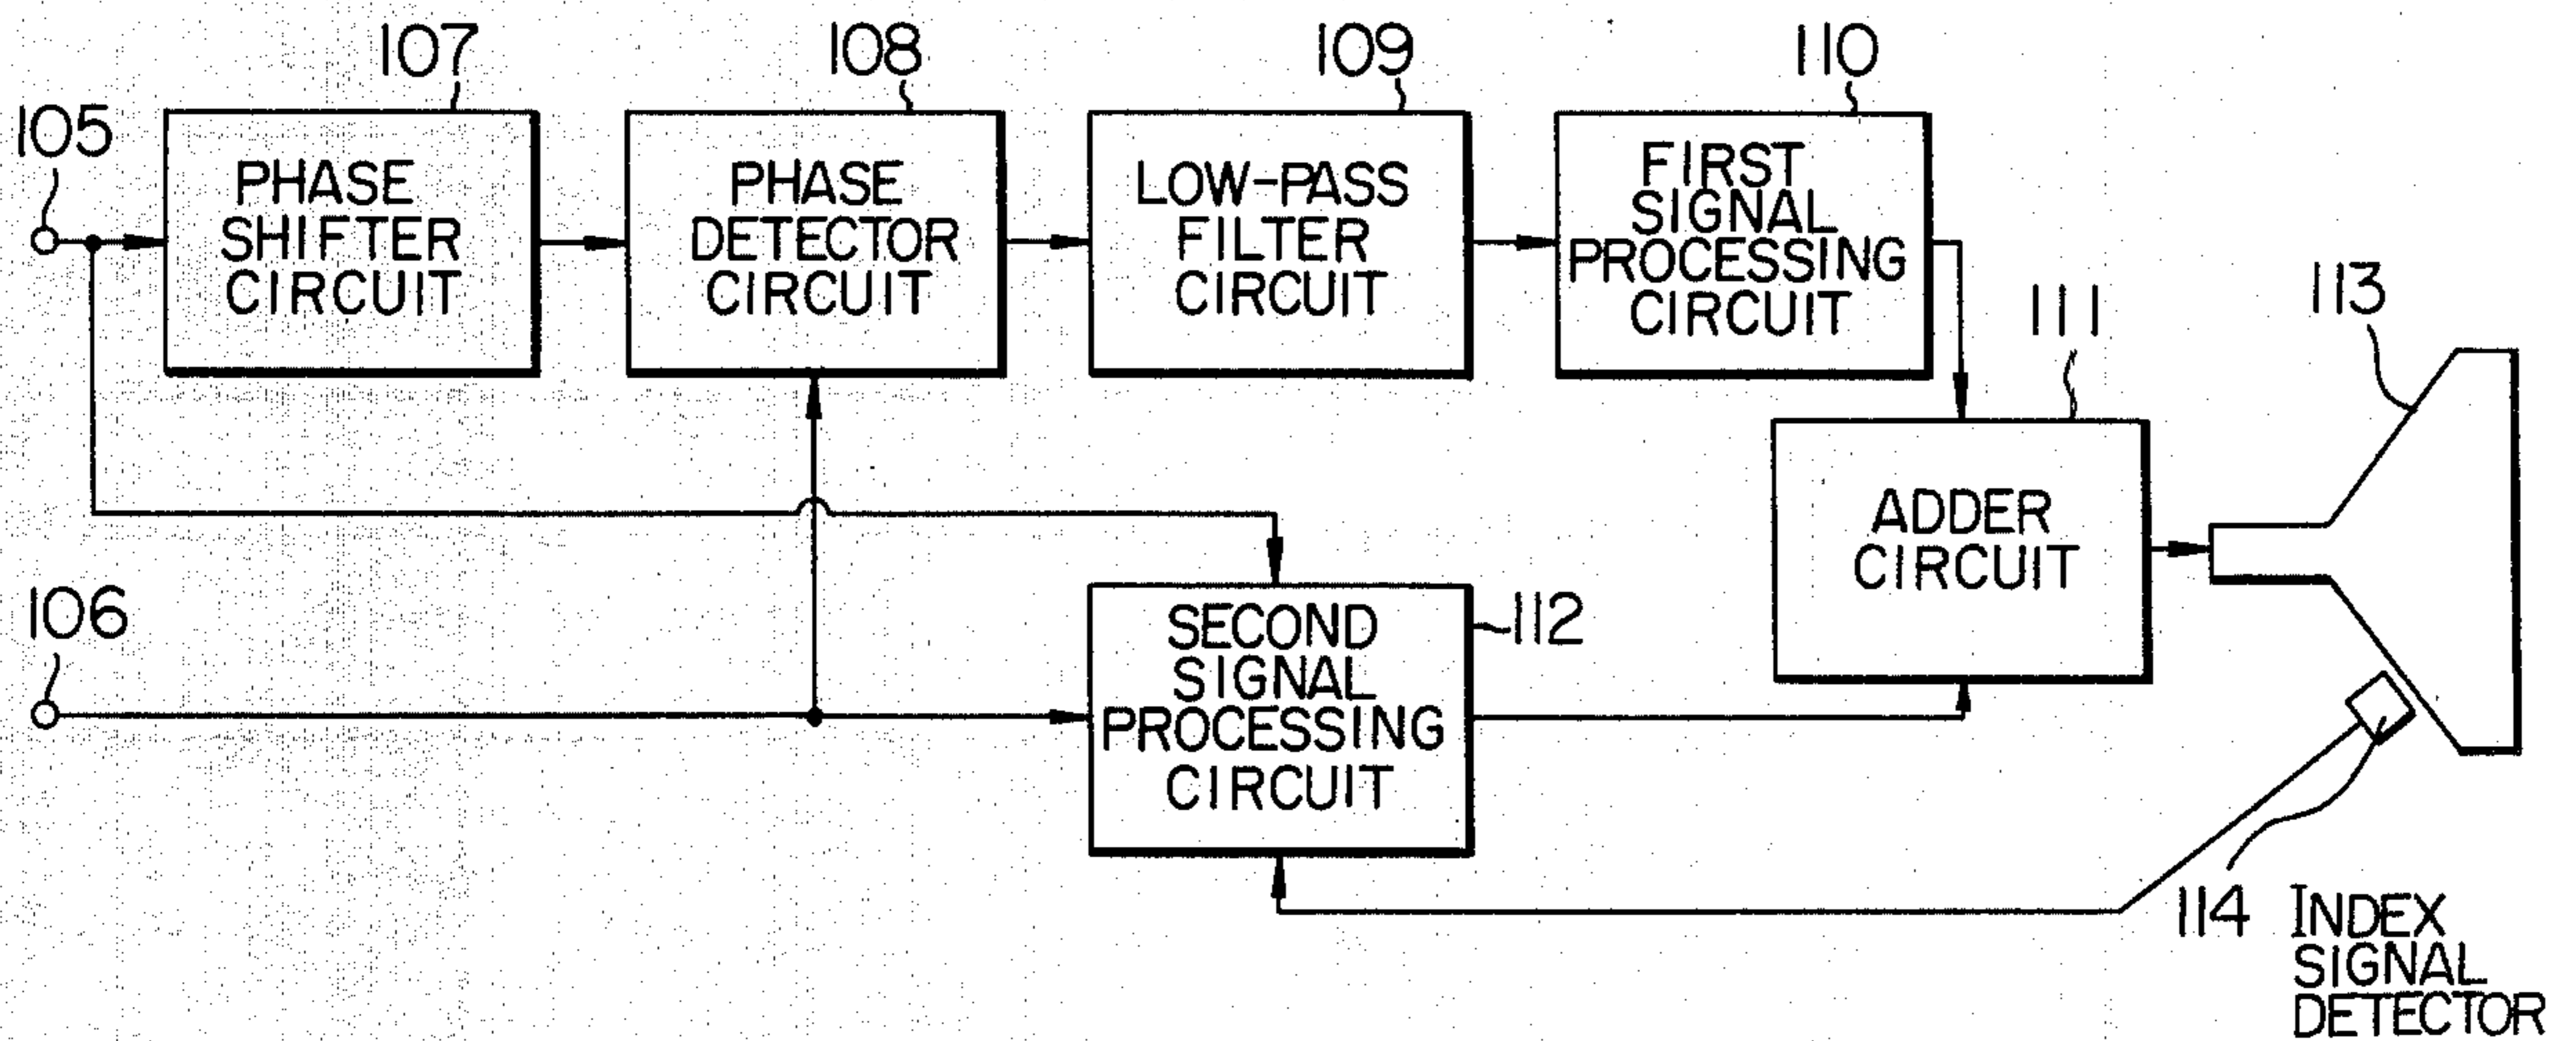 107
108
109
110
105
PHASE
SHIFTER
CIRCUIT
PHASE
DETECTOR
CIRCUIT
LOW-PASS
FILTER
CIRCUIT
FIRST
SIGNAL
PROCESSING
CIRCUIT
111
113
ADDER
CIRCUIT
106
SECOND
SIGNAL
PROCESSING
CIRCUIT
112
114 INDEX
SIGNAL
DETECTOR